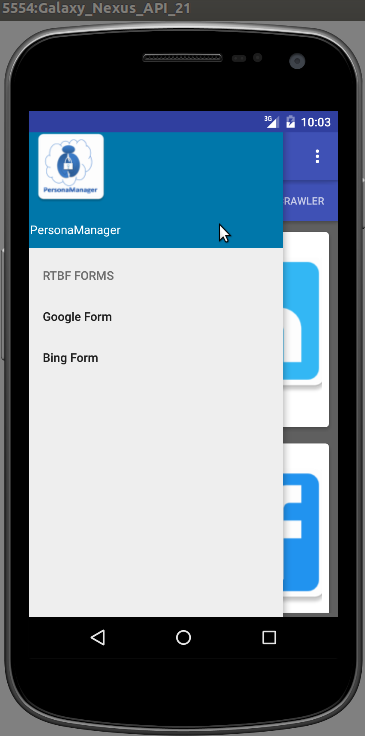 5554:Galaxy_Nexus_API_21
3G
10:03
PersonaManager
PersonaManager
RAWLER
RTBF FORMS
Google Form
Bing Form